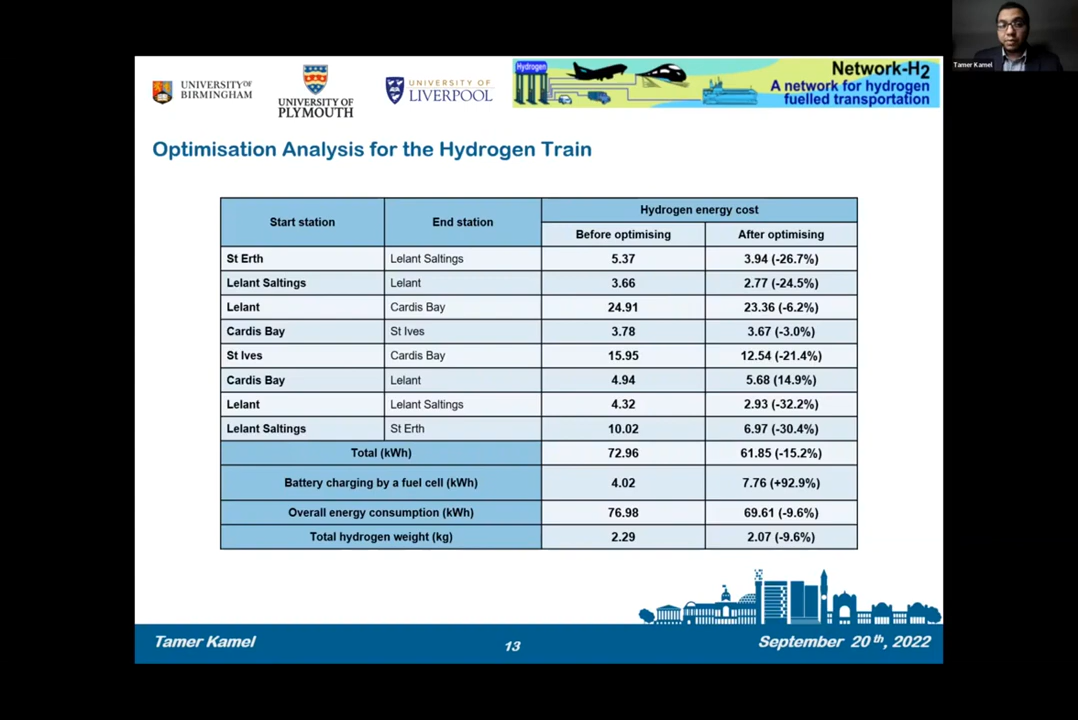 Tamer Kamel
UNIVERSITY OF
BIRMINGHAM
UNIVERSITY OF
PLYMOUTH
UNIVERSITY OF
LIVERPOOL
Hydrogen
Network-H2
A network for hydrogen
fuelled transportation
Optimisation Analysis for the Hydrogen Train
Start station End station Hydrogen energy cost
Before optimising After optimising
St Erth Lelant Saltings 5.37 3.94 (-26.7%)
Lelant Saltings Lelant 3.66 2.77 (-24.5%)
Lelant Cardis Bay 24.91 23.36 (-6.2%)
Cardis Bay St Ives 3.78 3.67 (-3.0%)
St Ives Cardis Bay 15.95 12.54 (-21.4%)
Cardis Bay Lelant 4.94 5.68 (14.9%)
Lelant Lelant Saltings 4.32 2.93 (-32.2%)
Lelant Saltings St Erth 10.02 6.97 (-30.4%)
Total (kWh) 72.96 61.85 (-15.2%)
Battery charging by a fuel cell (kWh) 4.02 7.76 (+92.9%)
Overall energy consumption (kWh) 76.98 69.61 (-9.6%)
Total hydrogen weight (kg) 2.29 2.07 (-9.6%)
Tamer Kamel 13 September 20th, 2022